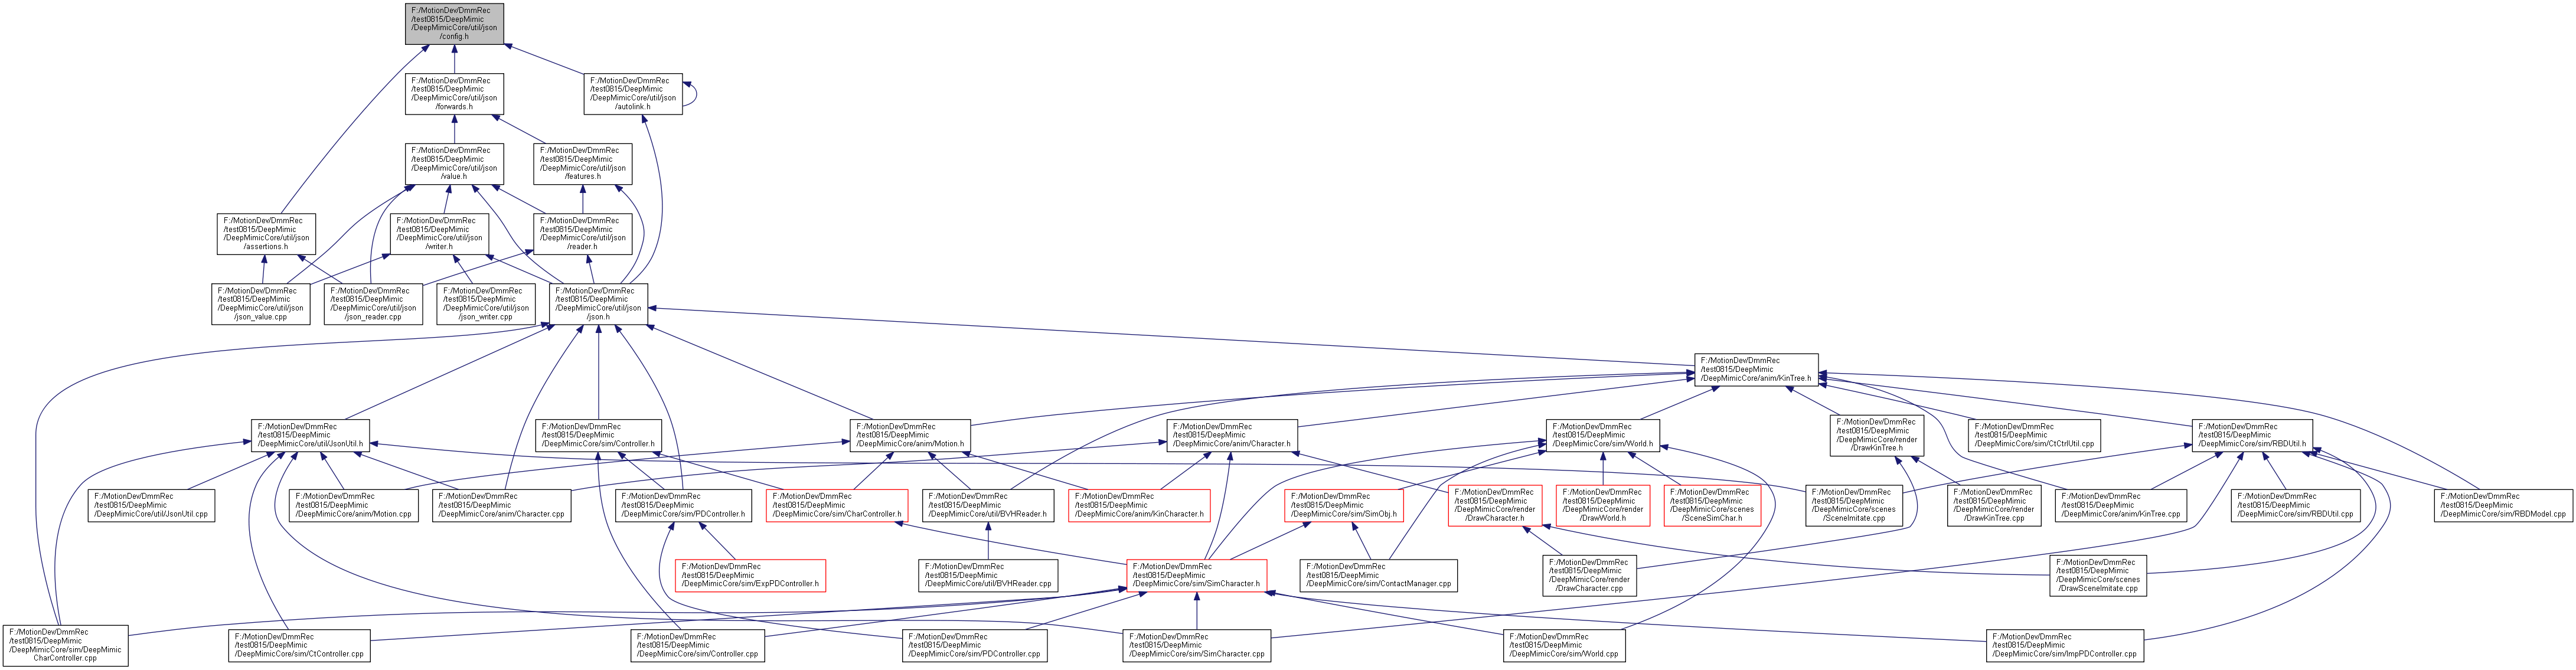 F:/MotionDev/DmmRec
/test0815/DeepMimic
/DeepMimicCore/util/json
/config.h
F:/MotionDev/DmmRec
/test0815/DeepMimic
/DeepMimicCore/util/json
/forwards.h
F:/MotionDev/DmmRec
/test0815/DeepMimic
/DeepMimicCore/util/json
/autolink.h
F:/MotionDev/DmmRec
/test0815/DeepMimic
/DeepMimicCore/util/json
/value.h
F:/MotionDev/DmmRec
/test0815/DeepMimic
/DeepMimicCore/util/json
/features.h
F:/MotionDev/DmmRec
/test0815/DeepMimic
/DeepMimicCore/util/json
/assertions.h
F:/MotionDev/DmmRec
/test0815/DeepMimic
/DeepMimicCore/util/json
/writer.h
F:/MotionDev/DmmRec
/test0815/DeepMimic
/DeepMimicCore/util/json
/reader.h
F:/MotionDev/DmmRec
/test0815/DeepMimic
/DeepMimicCore/util/json
/json_value.cpp
F:/MotionDev/DmmRec
/test0815/DeepMimic
/DeepMimicCore/util/json
/json_reader.cpp
F:/MotionDev/DmmRec
/test0815/DeepMimic
/DeepMimicCore/util/json
/json_writer.cpp
F:/MotionDev/DmmRec
/test0815/DeepMimic
/DeepMimicCore/util/json
/json.h
F:/MotionDev/DmmRec
/test0815/DeepMimic
/DeepMimicCore/anim/KinTree.h
F:/MotionDev/DmmRec
/test0815/DeepMimic
/DeepMimicCore/util/JsonUtil.h
F:/MotionDev/DmmRec
/test0815/DeepMimic
/DeepMimicCore/sim/Controller.h
F:/MotionDev/DmmRec
/test0815/DeepMimic
/DeepMimicCore/anim/Motion.h
F:/MotionDev/DmmRec
/test0815/DeepMimic
/DeepMimicCore/anim/Character.h
F:/MotionDev/DmmRec
/test0815/DeepMimic
/DeepMimicCore/sim/World.h
F:/MotionDev/DmmRec
/test0815/DeepMimic
/DeepMimicCore/render
/DrawKinTree.h
F:/MotionDev/DmmRec
/test0815/DeepMimic
/DeepMimicCore/sim/CtCtrlUtil.cpp
F:/MotionDev/DmmRec
/test0815/DeepMimic
/DeepMimicCore/sim/RBDUtil.h
F:/MotionDev/DmmRec
/test0815/DeepMimic
/DeepMimicCore/util/JsonUtil.cpp
F:/MotionDev/DmmRec
/test0815/DeepMimic
/DeepMimicCore/anim/Motion.cpp
F:/MotionDev/DmmRec
/test0815/DeepMimic
/DeepMimicCore/anim/Character.cpp
F:/MotionDev/DmmRec
/test0815/DeepMimic
/DeepMimicCore/sim/PDController.h
F:/MotionDev/DmmRec
/test0815/DeepMimic
/DeepMimicCore/sim/CharController.h
F:/MotionDev/DmmRec
/test0815/DeepMimic
/DeepMimicCore/util/BVHReader.h
F:/MotionDev/DmmRec
/test0815/DeepMimic
/DeepMimicCore/anim/KinCharacter.h
F:/MotionDev/DmmRec
/test0815/DeepMimic
/DeepMimicCore/sim/SimObj.h
F:/MotionDev/DmmRec
/test0815/DeepMimic
/DeepMimicCore/render
/DrawCharacter.h
F:/MotionDev/DmmRec
/test0815/DeepMimic
/DeepMimicCore/render
/DrawWorld.h
F:/MotionDev/DmmRec
/test0815/DeepMimic
/DeepMimicCore/scenes
/SceneSimChar.h
F:/MotionDev/DmmRec
/test0815/DeepMimic
/DeepMimicCore/scenes
/SceneImitate.cpp
F:/MotionDev/DmmRec
/test0815/DeepMimic
/DeepMimicCore/render
/DrawKinTree.cpp
F:/MotionDev/DmmRec
/test0815/DeepMimic
/DeepMimicCore/anim/KinTree.cpp
F:/MotionDev/DmmRec
/test0815/DeepMimic
/DeepMimicCore/sim/RBDUtil.cpp
F:/MotionDev/DmmRec
/test0815/DeepMimic
/DeepMimicCore/sim/RBDModel.cpp
F:/MotionDev/DmmRec
/test0815/DeepMimic
/DeepMimicCore/sim/ExpPDController.h
F:/MotionDev/DmmRec
/test0815/DeepMimic
/DeepMimicCore/util/BVHReader.cpp
F:/MotionDev/DmmRec
/test0815/DeepMimic
/DeepMimicCore/sim/SimCharacter.h
F:/MotionDev/DmmRec
/test0815/DeepMimic
/DeepMimicCore/sim/ContactManager.cpp
F:/MotionDev/DmmRec
/test0815/DeepMimic
/DeepMimicCore/render
/DrawCharacter.cpp
F:/MotionDev/DmmRec
/test0815/DeepMimic
/DeepMimicCore/scenes
/DrawSceneImitate.cpp
F:/MotionDev/DmmRec
/test0815/DeepMimic
/DeepMimicCore/sim/DeepMimic
CharController.cpp
F:/MotionDev/DmmRec
/test0815/DeepMimic
/DeepMimicCore/sim/CtController.cpp
F:/MotionDev/DmmRec
/test0815/DeepMimic
/DeepMimicCore/sim/Controller.cpp
F:/MotionDev/DmmRec
/test0815/DeepMimic
/DeepMimicCore/sim/PDController.cpp
F:/MotionDev/DmmRec
/test0815/DeepMimic
/DeepMimicCore/sim/SimCharacter.cpp
F:/MotionDev/DmmRec
/test0815/DeepMimic
/DeepMimicCore/sim/World.cpp
F:/MotionDev/DmmRec
/test0815/DeepMimic
/DeepMimicCore/sim/ImpPDController.cpp